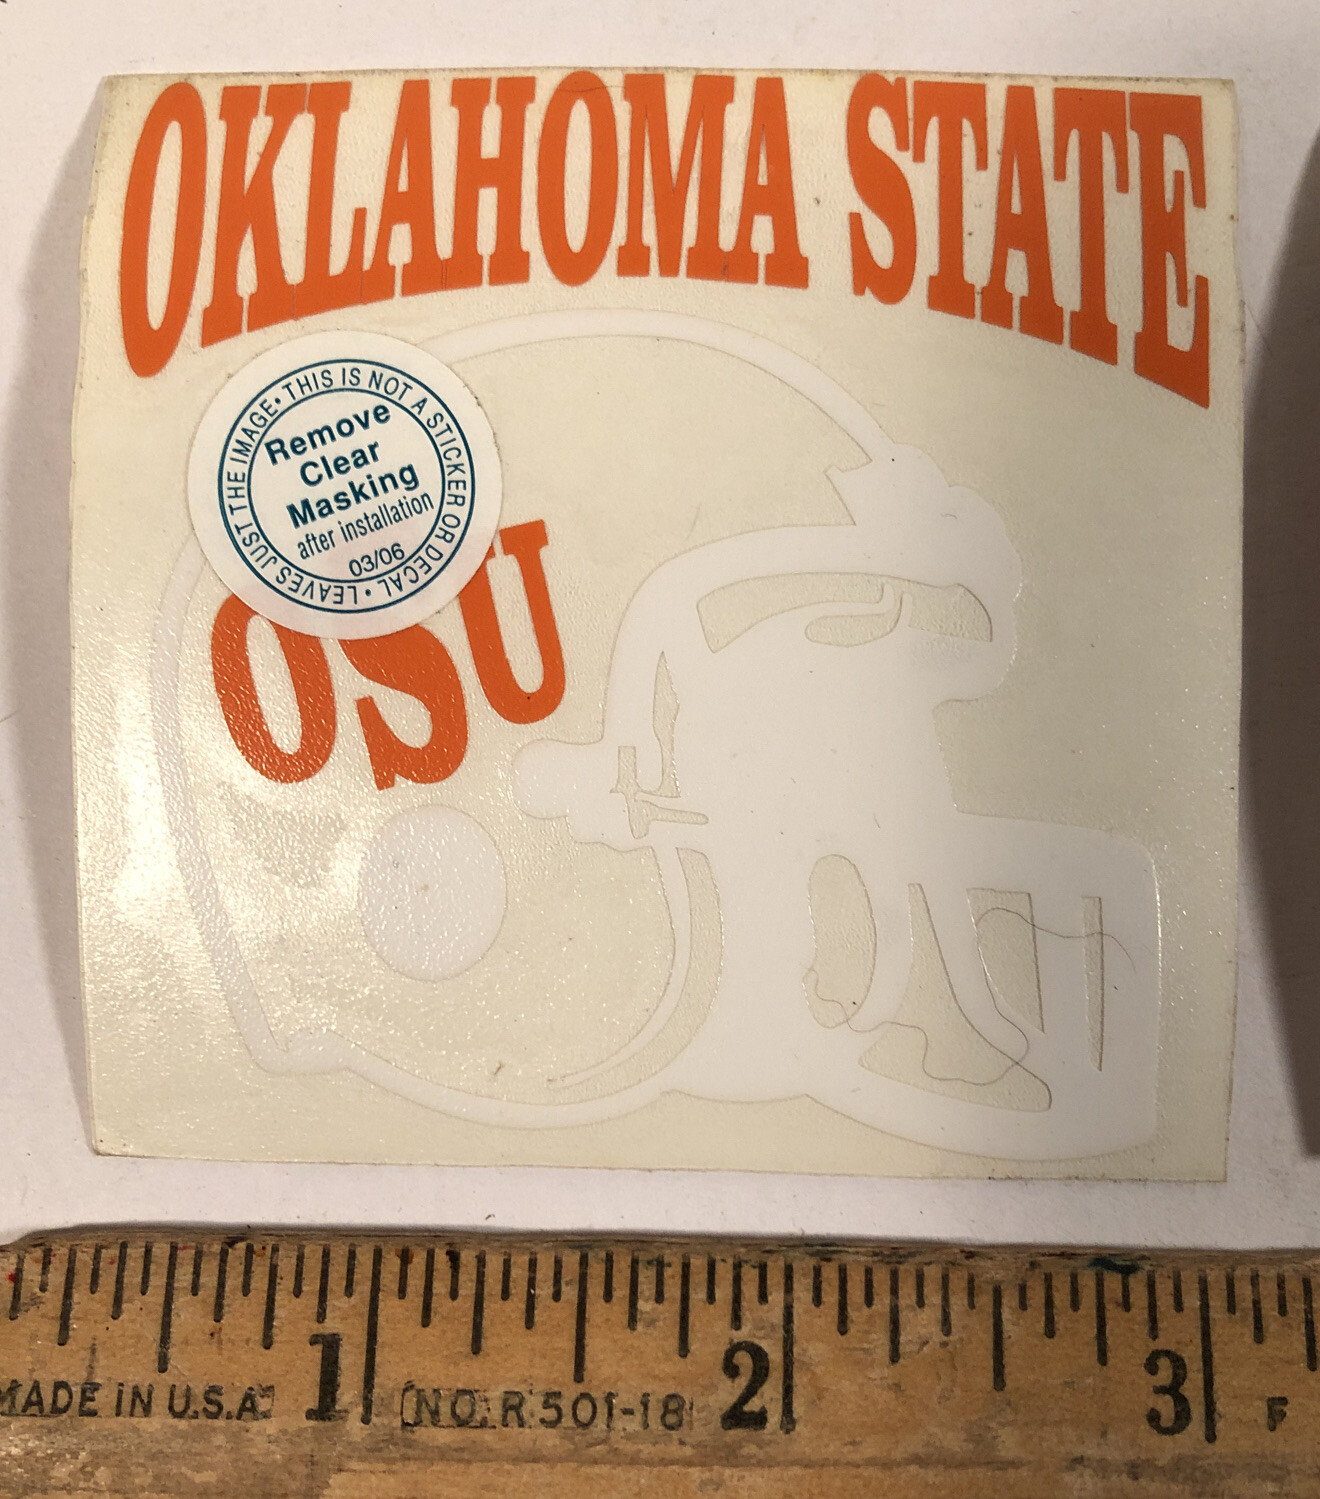 OKLAHOMA STATE
• THIS IS NOT A STICKER OR DECAL • LEAVES JUST THE IMAGE
Remove
Clear
Masking
after installation
03/06
OSU
1 2 3
MADE IN U.S.A. NO. R 501-18 F